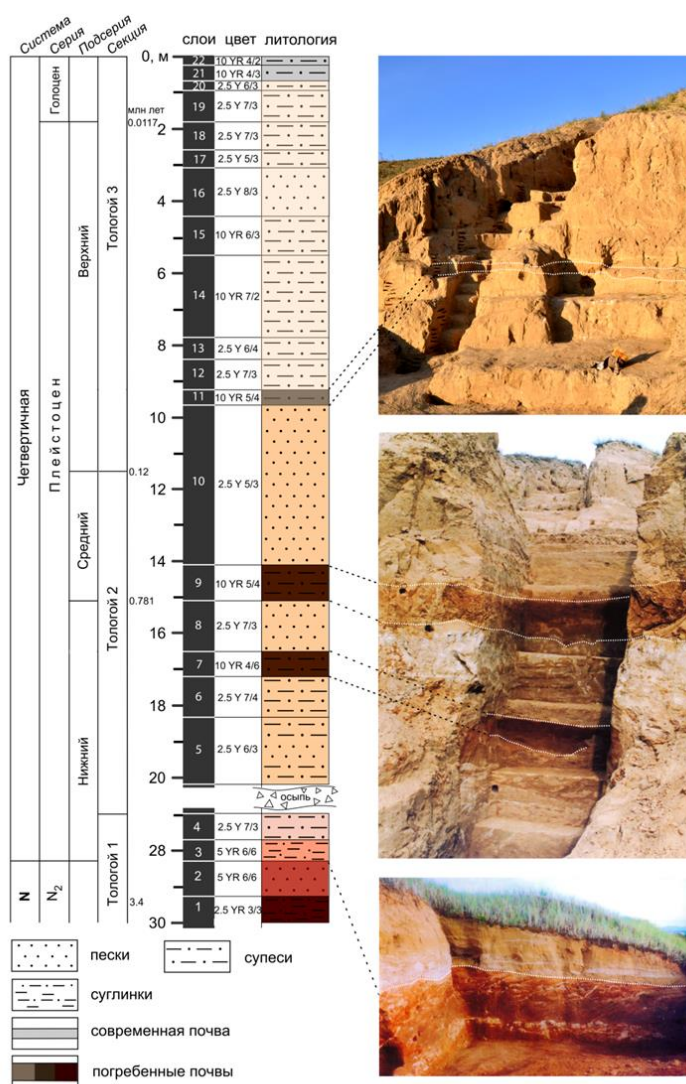 Система
Серия
Подсерия
Секция
слои цвет литология
0, м
22 10 YR 4/2
21 10 YR 4/3
20 2.5 Y 6/3
Голоцен
19 2.5 Y 7/3
млн лет
0.0117
2
18 2.5 Y 7/3
17 2.5 Y 5/3
16 2.5 Y 8/3
4
15 10 YR 6/3
Тологой 3
Верхний
6
14 10 YR 7/2
8
13 2.5 Y 6/4
12 2.5 Y 7/3
11 10 YR 5/4
10
Четвертичная
Плейстоцен
0.12
12
10 2.5 Y 5/3
Средний
14
9 10 YR 5/4
0.781
Тологой 2
8 2.5 Y 7/3
16
7 10 YR 4/6
6 2.5 Y 7/4
18
Нижний
5 2.5 Y 6/3
20
осыпь
4 2.5 Y 7/3
28
3 5 YR 6/6
2 5 YR 6/6
Тологой 1
N
N2
3.4
1 2.5 YR 3/3
30
пески
супеси
суглинки
современная почва
погребенные почвы